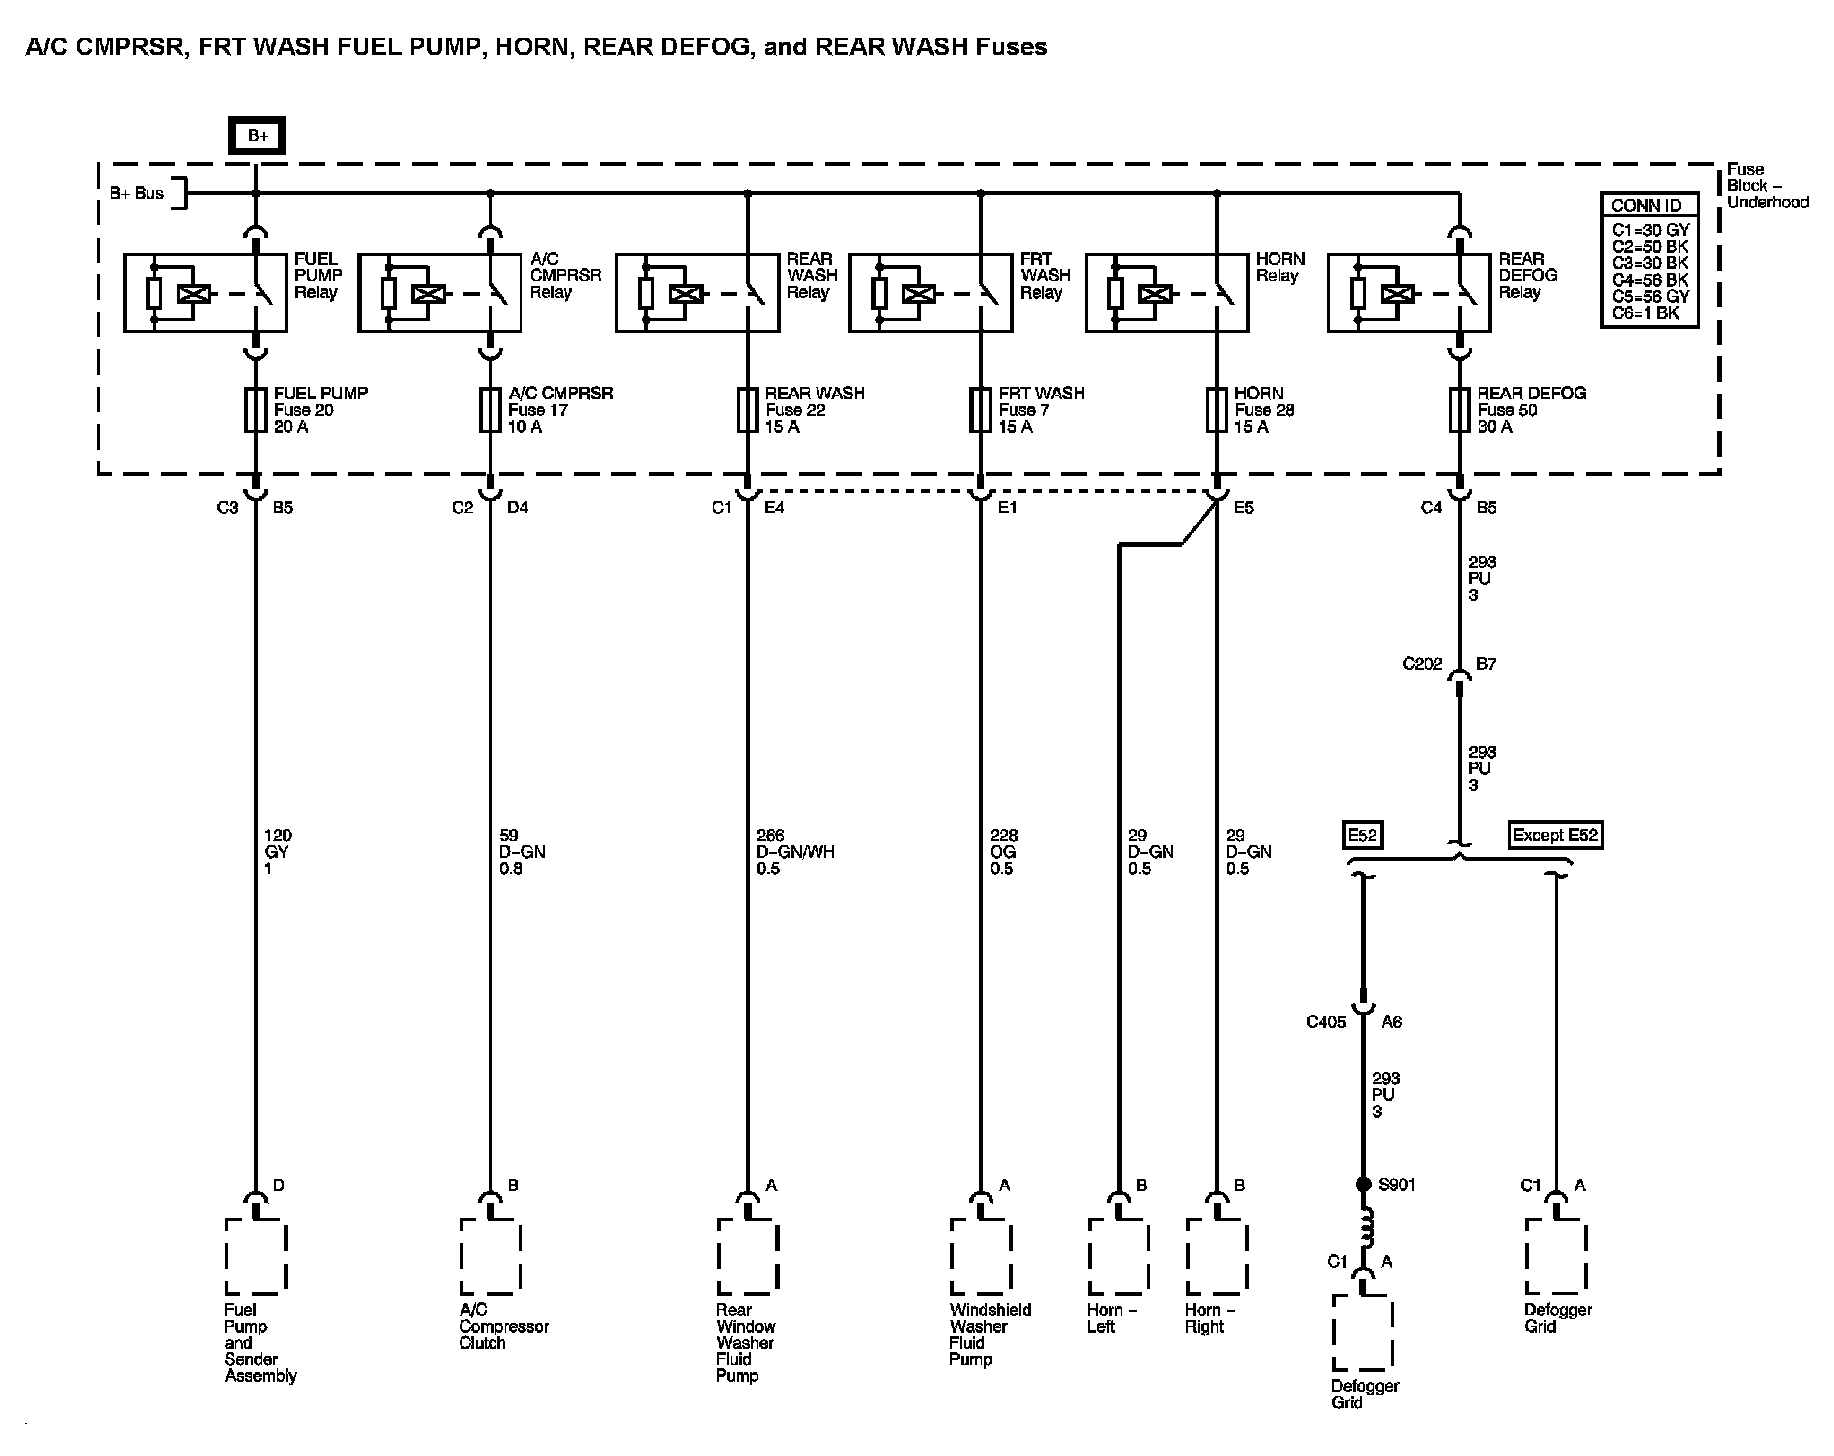 A/C CMPRSR, FRT WASH FUEL PUMP, HORN, REAR DEFOG, and REAR WASH Fuses
B+
B+ Bus
Fuse
Block –
Underhood
CONN ID
C1=30 GY
C2=50 BK
C3=30 BK
C4=56 BK
C5=56 GY
C6=1 BK
FUEL
PUMP
Relay
A/C
CMPRSR
Relay
REAR
WASH
Relay
FRT
WASH
Relay
HORN
Relay
REAR
DEFOG
Relay
FUEL PUMP
Fuse 20
20 A
A/C CMPRSR
Fuse 17
10 A
REAR WASH
Fuse 22
15 A
FRT WASH
Fuse 7
15 A
HORN
Fuse 28
15 A
REAR DEFOG
Fuse 50
30 A
C3 B5
C2 D4
C1 E4
E1
E5
C4 B5
293
PU
3
C202 B7
293
PU
3
120
GY
1
59
D–GN
0.8
266
D–GN/WH
0.5
228
OG
0.5
29
D–GN
0.5
29
D–GN
0.5
E52
Except E52
C405 A6
293
PU
3
D
B
A
A
B
B
S901
C1 A
C1 A
Fuel
Pump
and
Sender
Assembly
A/C
Compressor
Clutch
Rear
Window
Washer
Fluid
Pump
Windshield
Washer
Fluid
Pump
Horn –
Left
Horn –
Right
Defogger
Grid
Defogger
Grid